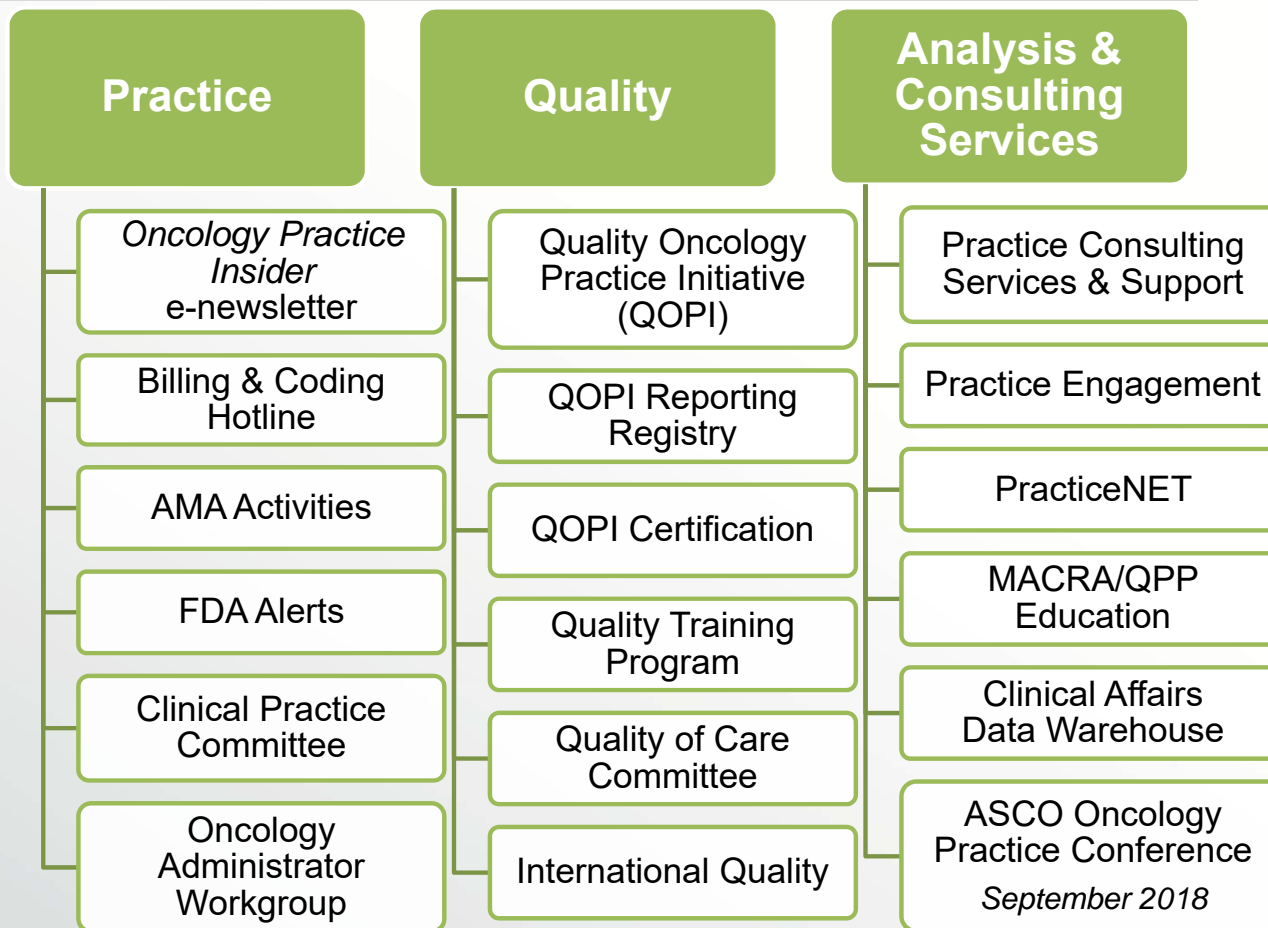 Practice
Oncology Practice
Insider
e-newsletter
Billing & Coding
Hotline
AMA Activities
FDA Alerts
Clinical Practice
Committee
Oncology
Administrator
Workgroup
Quality
Quality Oncology
Practice Initiative
(QOPI)
QOPI Reporting
Registry
QOPI Certification
Quality Training
Program
Quality of Care
Committee
International Quality
Analysis &
Consulting
Services
Practice Consulting
Services & Support
Practice Engagement
PracticeNET
MACRA/QPP
Education
Clinical Affairs
Data Warehouse
ASCO Oncology
Practice Conference
September 2018